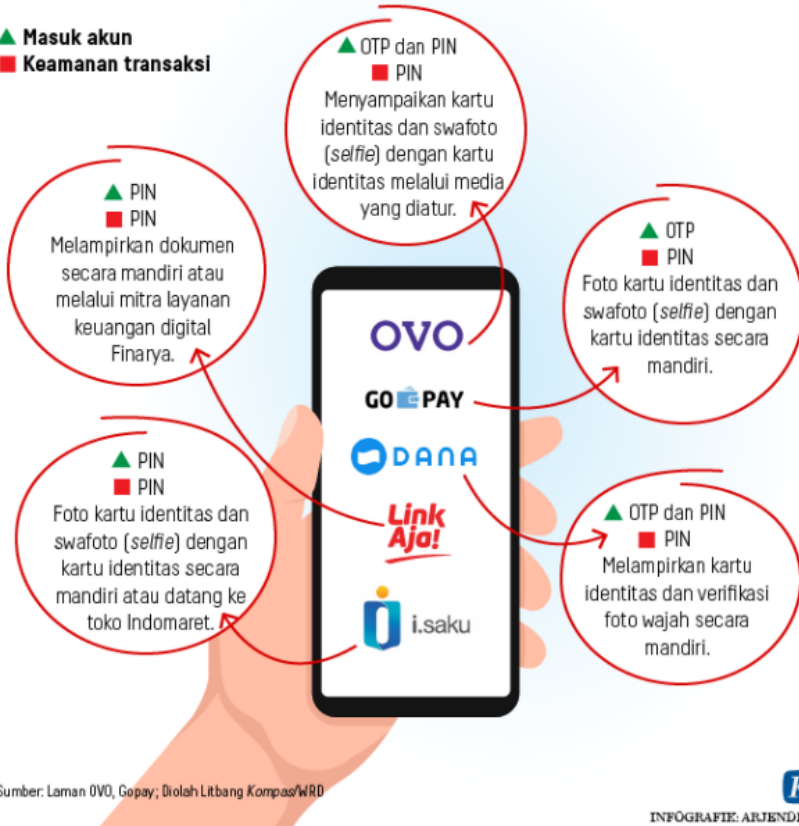 Masuk akun
Keamanan transaksi
OTP dan PIN
PIN
Menyampaikan kartu
identitas dan swafoto
(selfie) dengan kartu
identitas melalui media
yang diatur.
PIN
PIN
Melampirkan dokumen
secara mandiri atau
melalui mitra layanan
keuangan digital
Finarya.
OTP
PIN
Foto kartu identitas dan
swafoto (selfie) dengan
kartu identitas secara
mandiri.
OVO
GO PAY
DANA
Link
Aja!
i.saku
PIN
PIN
Foto kartu identitas dan
swafoto (selfie) dengan
kartu identitas secara
mandiri atau datang ke
toko Indomaret.
OTP dan PIN
PIN
Melampirkan kartu
identitas dan verifikasi
foto wajah secara
mandiri.
Sumber: Laman OVO, Gopay; Diolah Litbang Kompas/WRD
INFOGRAFIK: